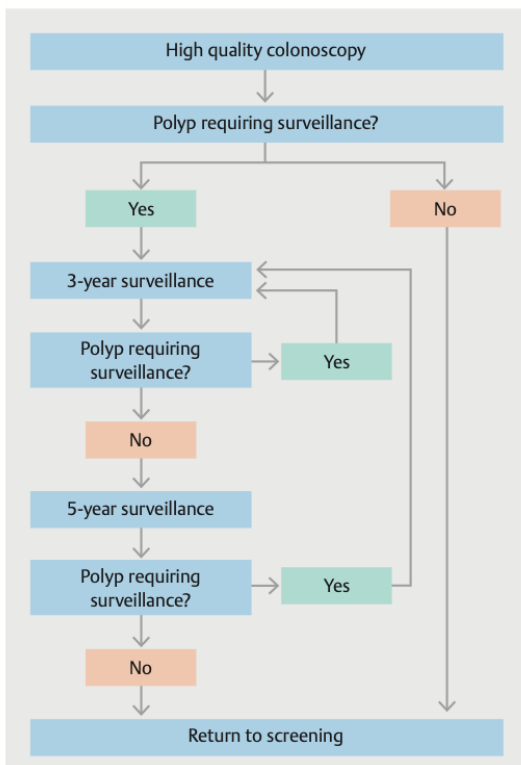 High quality colonoscopy
Polyp requiring surveillance?
Yes
No
3-year surveillance
Polyp requiring
surveillance?
Yes
No
5-year surveillance
Polyp requiring
surveillance?
Yes
No
Return to screening